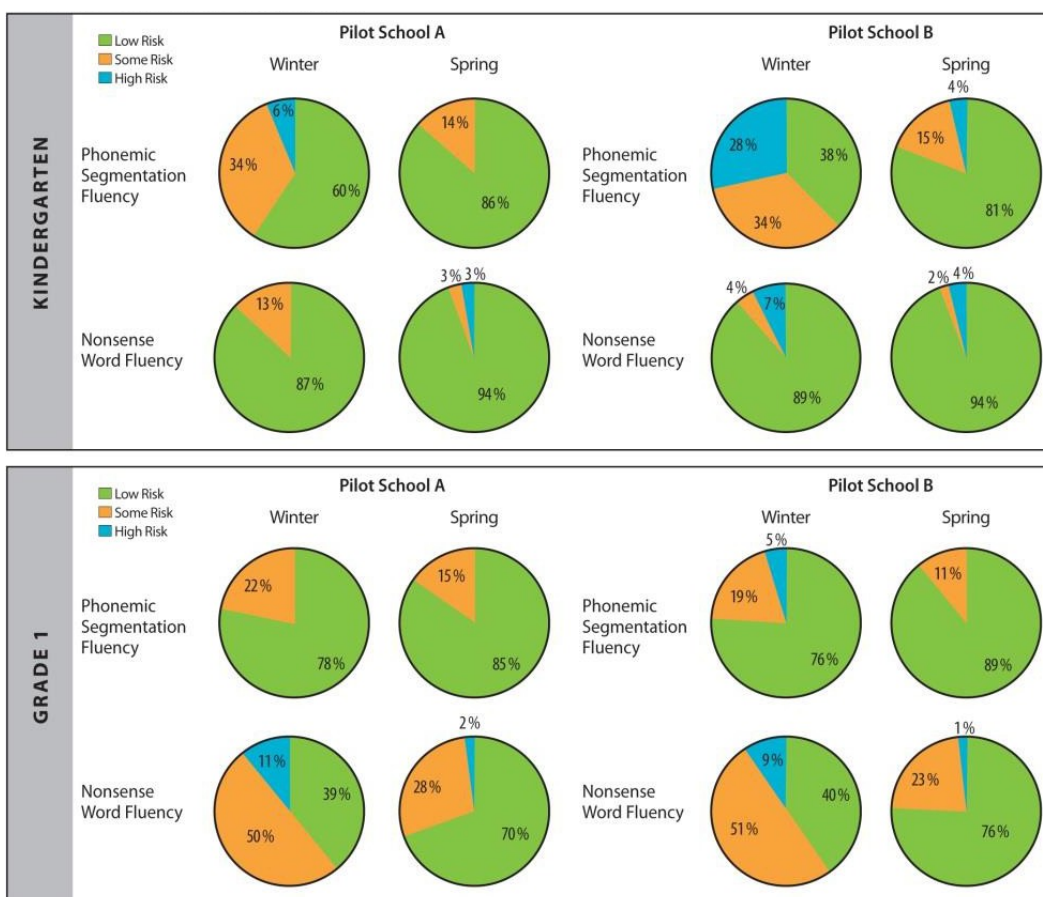 KINDERGARTEN
Low Risk
Some Risk
High Risk
Pilot School A
Pilot School B
Winter
Spring
Winter
Spring
Phonemic
Segmentation
Fluency
6 %
34 %
60 %
14 %
86 %
Phonemic
Segmentation
Fluency
28 %
38 %
34 %
4 %
15 %
81 %
Nonsense
Word Fluency
13 %
87 %
3 % 3 %
94 %
Nonsense
Word Fluency
4 %
7 %
89 %
2 % 4 %
94 %
GRADE 1
Low Risk
Some Risk
High Risk
Pilot School A
Pilot School B
Winter
Spring
Winter
Spring
Phonemic
Segmentation
Fluency
22 %
78 %
15 %
85 %
Phonemic
Segmentation
Fluency
5 %
19 %
76 %
11 %
89 %
Nonsense
Word Fluency
11 %
39 %
50 %
2 %
28 %
70 %
Nonsense
Word Fluency
9 %
40 %
51 %
1 %
23 %
76 %